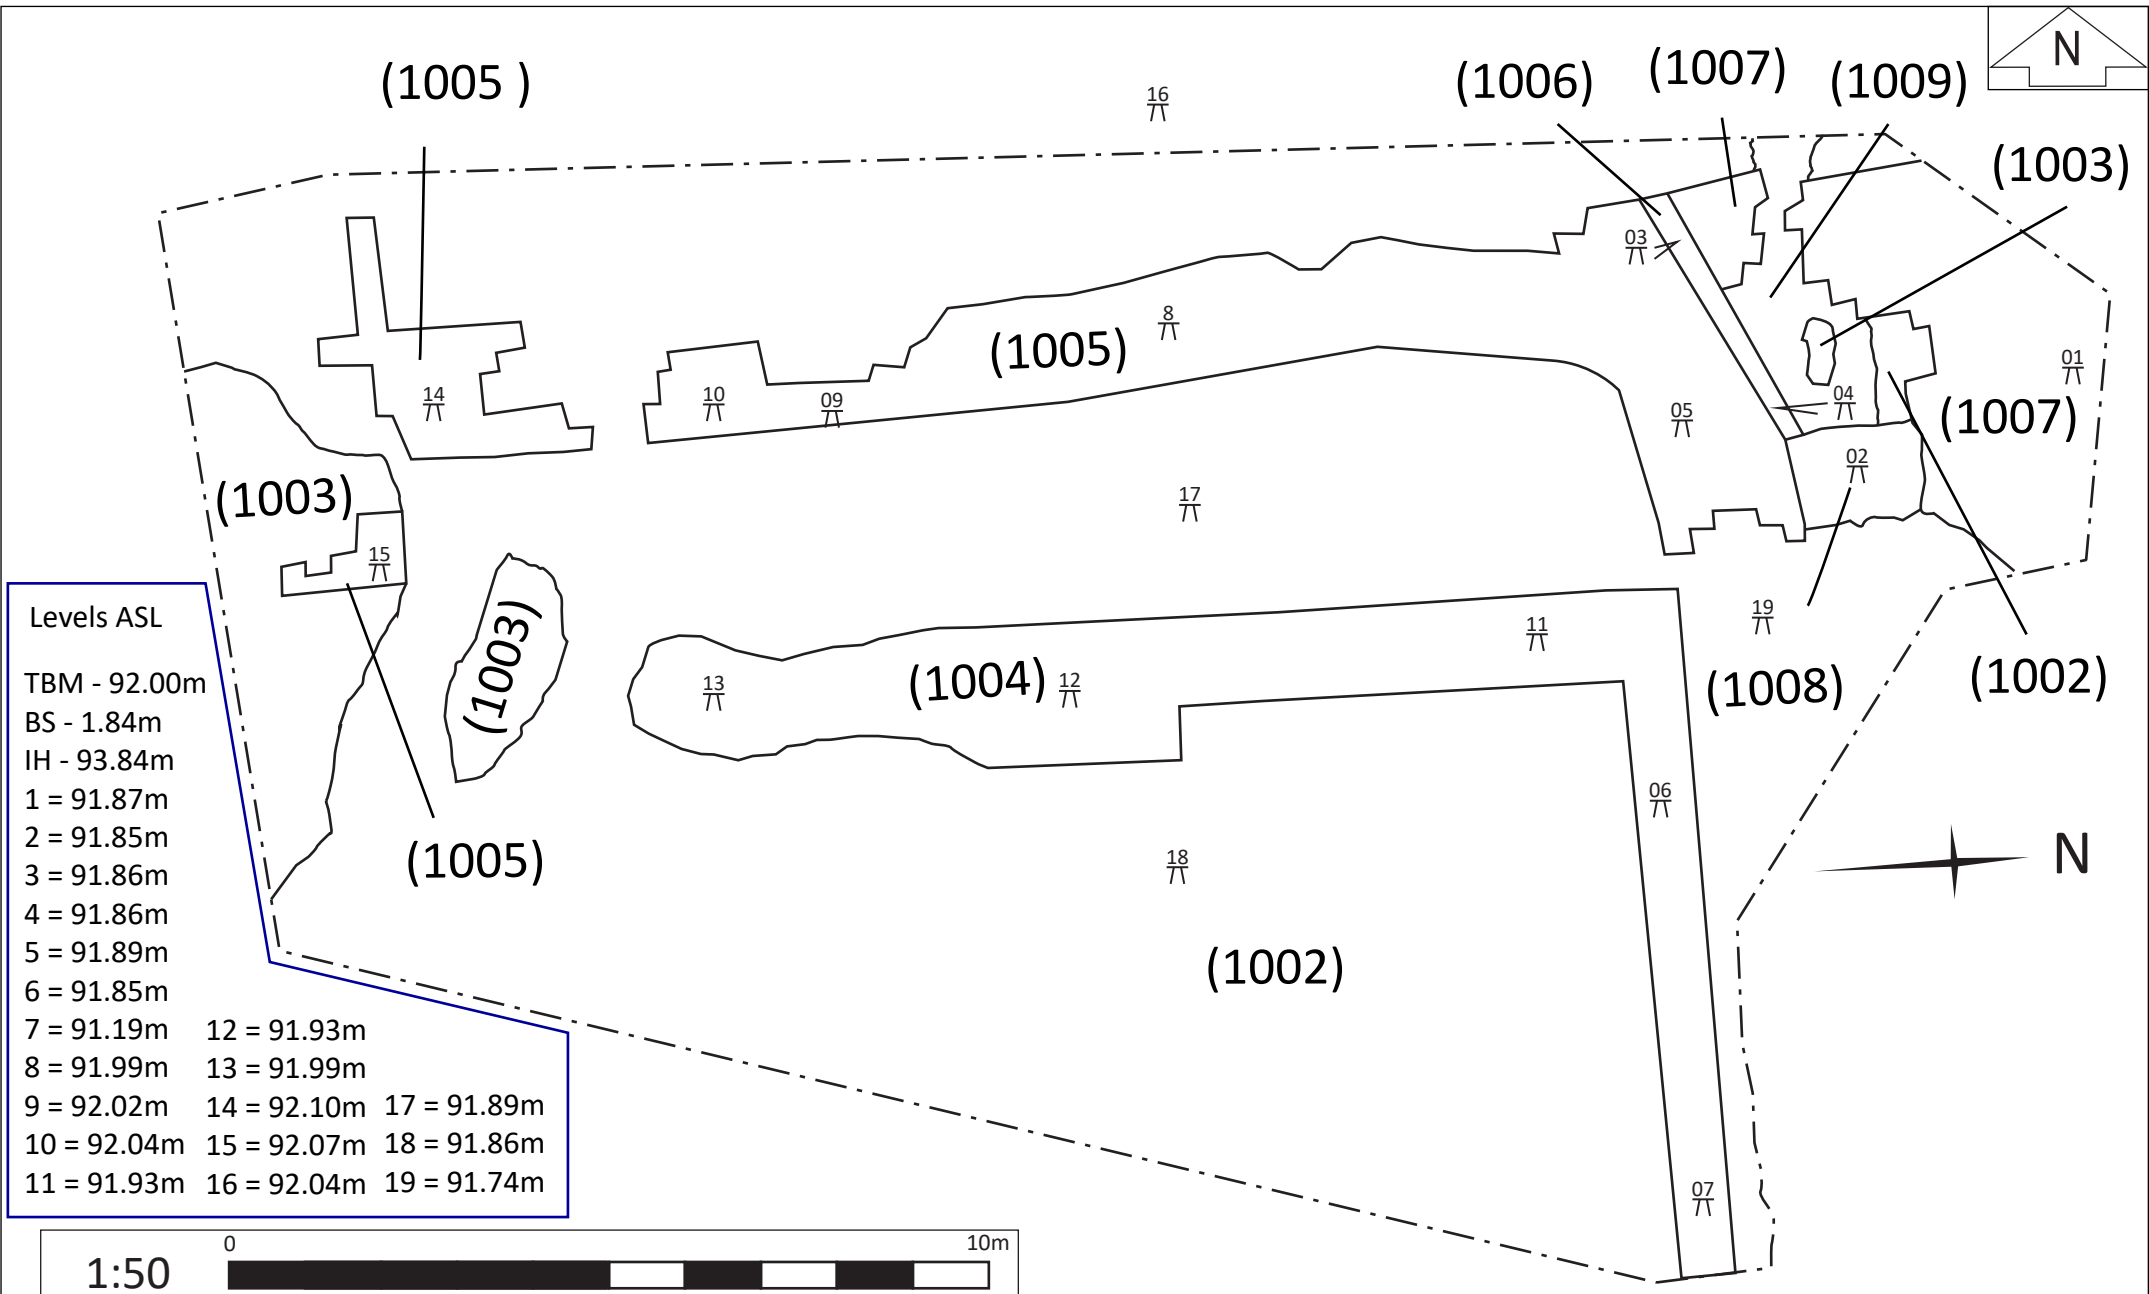 N
(1005 )
16
(1006)
(1007)
(1009)
(1003)
03
8
(1005)
01
14
10
09
04
05
(1007)
02
(1003)
17
15
Levels ASL
(1003)
19
11
TBM - 92.00m
13
(1004)
12
(1008)
(1002)
BS - 1.84m
IH - 93.84m
1 = 91.87m
06
2 = 91.85m
(1005)
18
N
3 = 91.86m
4 = 91.86m
5 = 91.89m
(1002)
6 = 91.85m
7 = 91.19m
12 = 91.93m
8 = 91.99m
13 = 91.99m
9 = 92.02m
14 = 92.10m
17 = 91.89m
10 = 92.04m
15 = 92.07m
18 = 91.86m
11 = 91.93m
16 = 92.04m
19 = 91.74m
07
0
10m
1:50